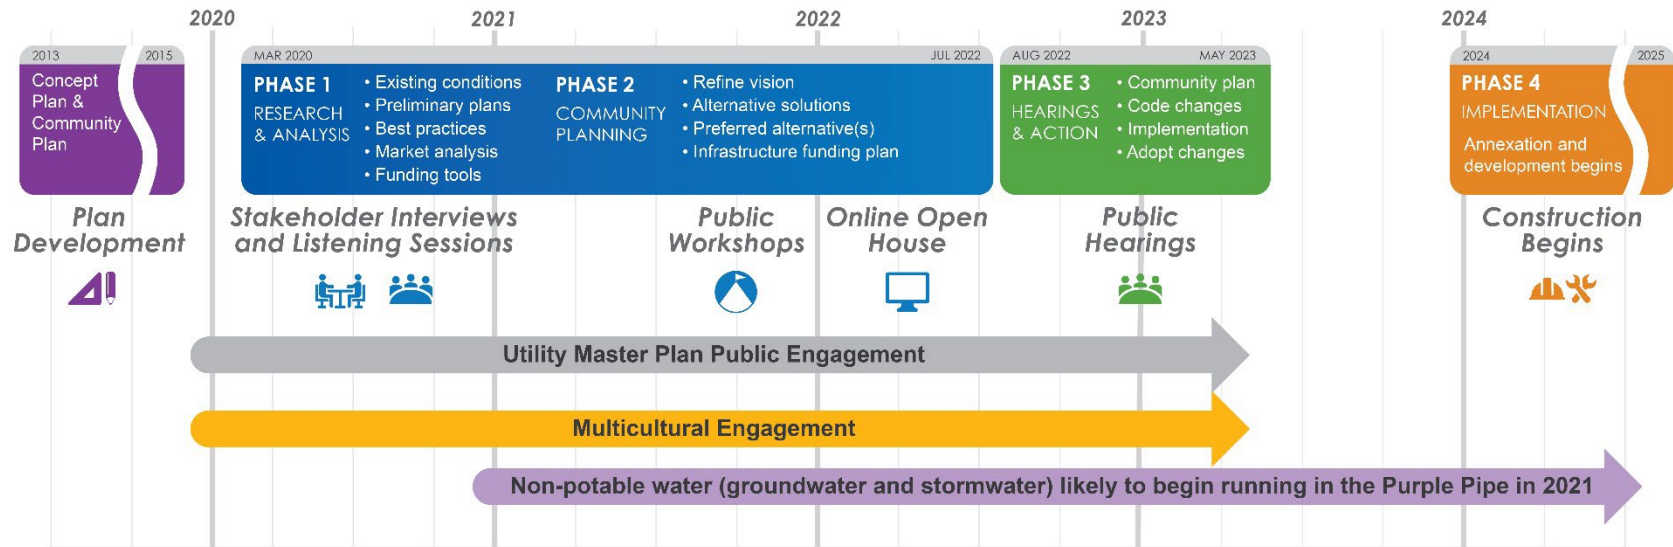 2020
2021
2022
2023
2024
2013
2015
Concept
Plan &
Community
Plan
MAR 2020
JUL 2022
PHASE 1
RESEARCH
& ANALYSIS
• Existing conditions
• Preliminary plans
• Best practices
• Market analysis
• Funding tools
PHASE 2
COMMUNITY
PLANNING
• Refine vision
• Alternative solutions
• Preferred alternative(s)
• Infrastructure funding plan
AUG 2022
MAY 2023
PHASE 3
HEARINGS
& ACTION
• Community plan
• Code changes
• Implementation
• Adopt changes
2024
2025
PHASE 4
IMPLEMENTATION
Annexation and
development begins
Plan
Development
Stakeholder Interviews
and Listening Sessions
Public
Workshops
Online Open
House
Public
Hearings
Construction
Begins
Utility Master Plan Public Engagement
Multicultural Engagement
Non-potable water (groundwater and stormwater) likely to begin running in the Purple Pipe in 2021